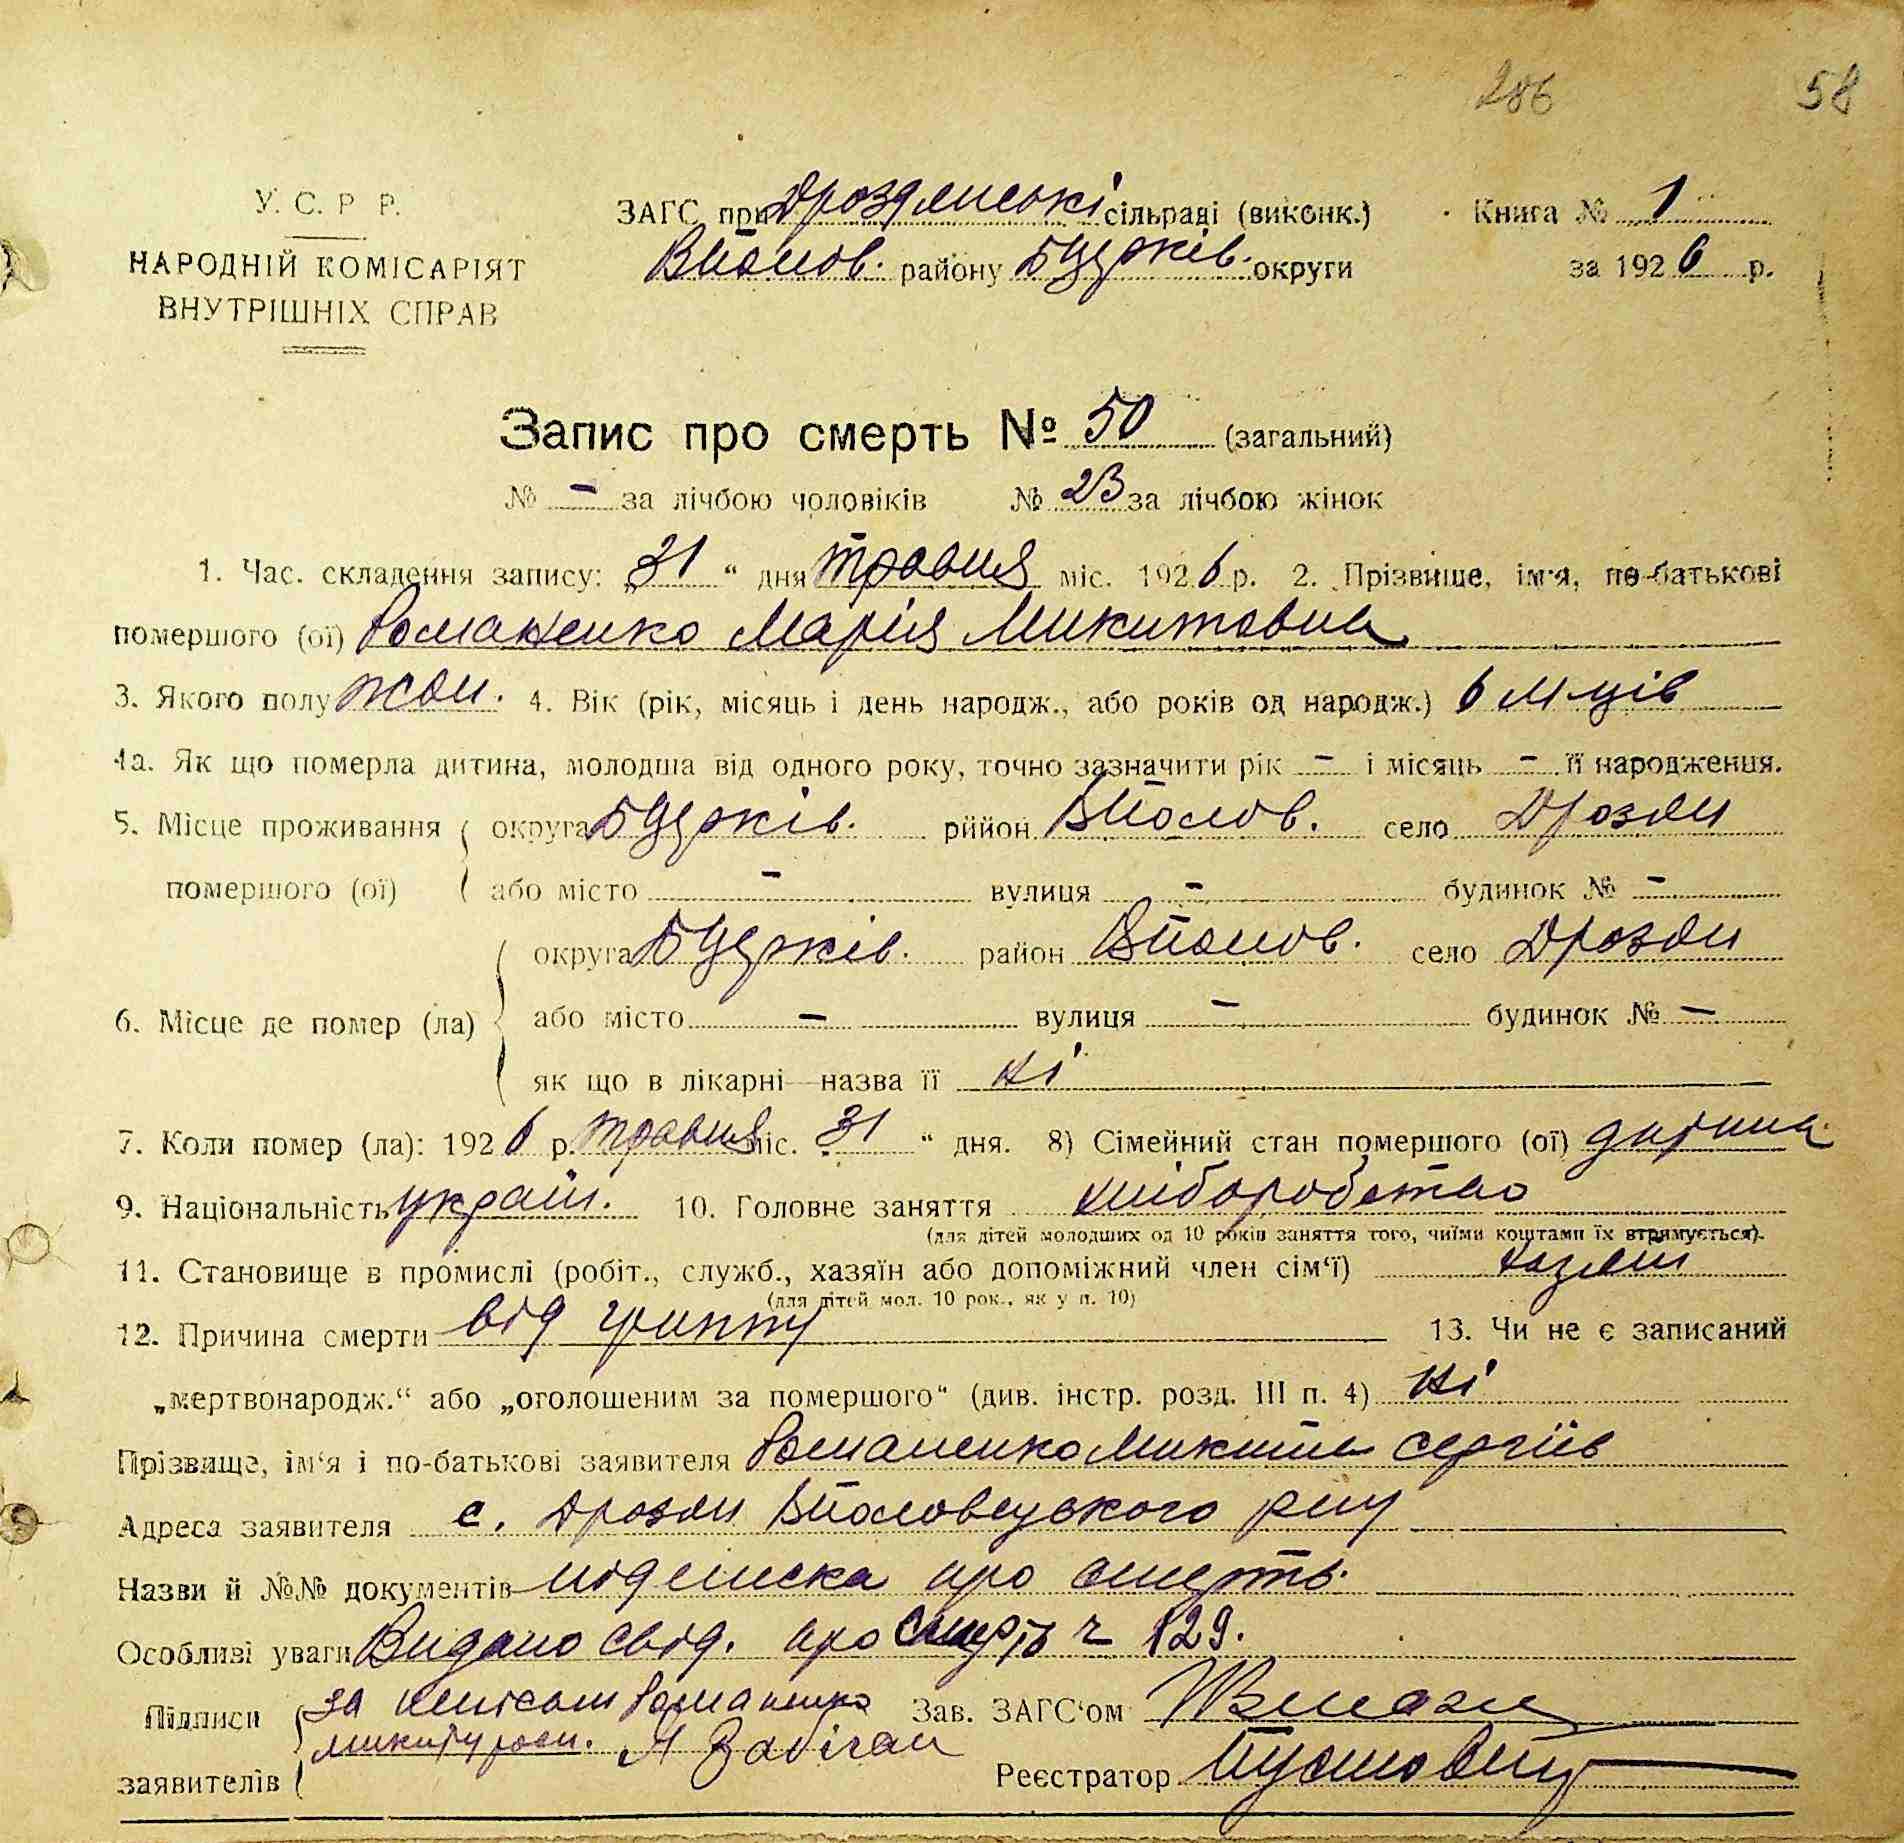 286 58
У. С. Р Р.
НАРОДНІЙ КОМІСАРІЯТ
ВНУТРІШНІХ СПРАВ
ЗАГС при Дроздянські сільраді (виконк.) Книга № 1
району Бцерків. округи за 1926 р.
Запис про смерть № 50 (загальний)
№ - за лічбою чоловіків № 23 за лічбою жінок
1. Час. складення запису: „31“ дня травня міс. 1926 р. 2. Прізвище, ім'я, по-батькові
помершого (ої) Романенко Марія Микитовна
3. Якого полу жон. 4. Вік (рік, місяць і день народж., або років од народж.) 6 м-ців
4а. Як що померла дитина, молодша від одного року, точно зазначити рік - і місяць - її народження.
5. Місце проживання округа Бцерків. рийон село Дрозди
помершого (ої) або місто - вулиця - будинок № -
округа Бцерків. район село Дрозди
6. Місце де помер (ла) або місто - вулиця - будинок № -
як що в лікарні—назва її ні
7. Коли помер (ла): 1926 р. травня міс. „31“ дня. 8) Сімейний стан помершого (ої) дитина
9. Національність україн. 10. Головне заняття хліборобство
(для дітей молодших од 10 років заняття того, чиїми коштами їх втримується).
11. Становище в промислі (робіт., служб., хазяїн або допоміжний член сім‘ї) хазяїн
(для дітей мол. 10 рок., як у п. 10)
12. Причина смерти від грипту 13. Чи не є записаний
„мертвонародж.“ або „оголошеним за помершого“ (див. інстр. розд. III п. 4) ні
Прізвище, ім‘я і по-батькові заявителя Романенко Микита Сергіїв
Адреса заявителя с. Дрозди
Назви й №№ документів підписка про смерть.
Особливі уваги Видано свід. про смерть ч 129.
Підписи за Романенко Зав. ЗАГС‘ом
Микиту А
заявителів Реєстратор